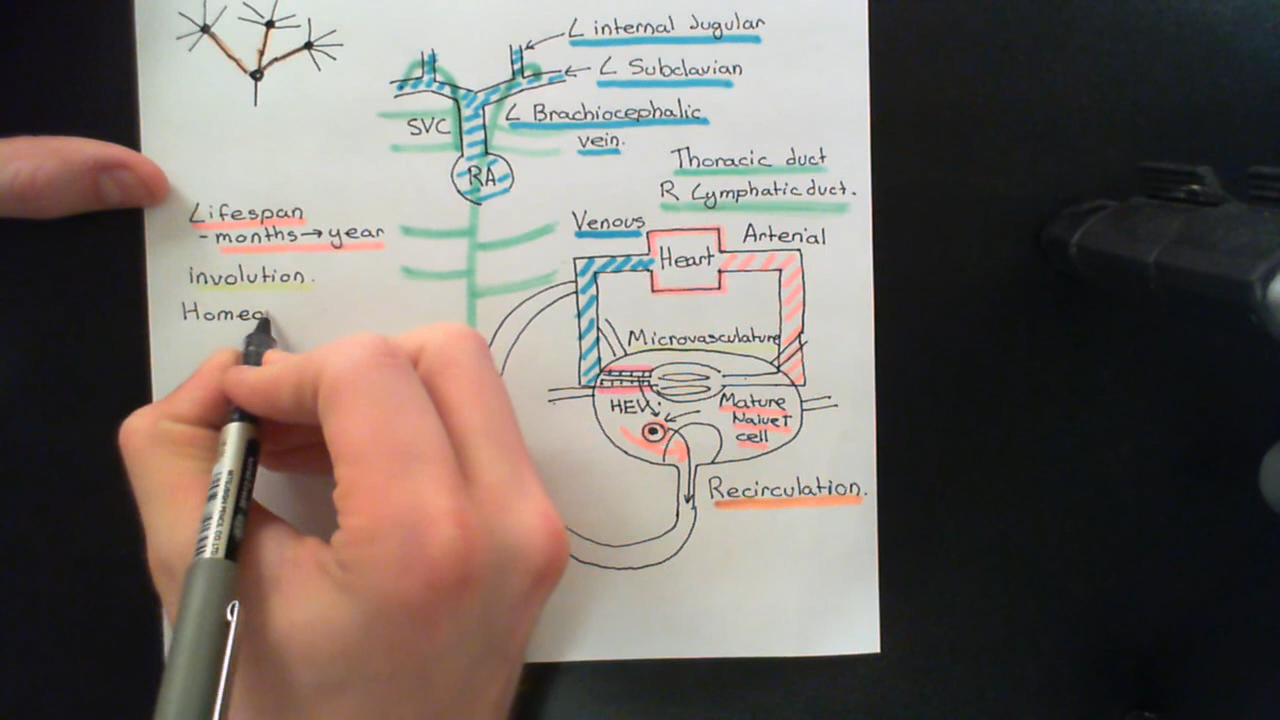 L internal Jugular
L Subclavian
L Brachiocephalic
vein.
SVC
RA
Thoracic duct
R Lymphatic duct.
Lifespan
- months → year
involution.
Homeo
Venous
Heart
Arterial
Microvasculature
HEV:
Mature
Naive T
cell
Recirculation.